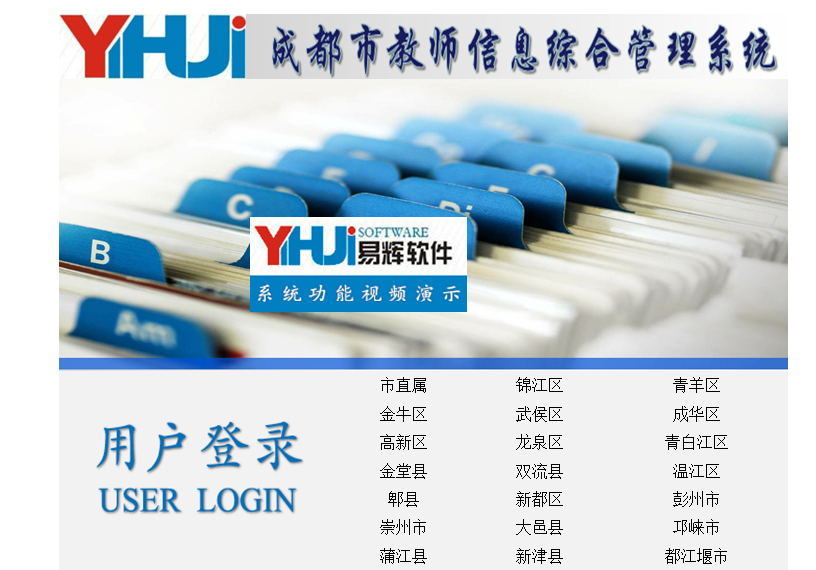 YiHUi 成都市教师信息综合管理系统
C
B
Am
YiHUi SOFTWARE
易辉软件
系统功能视频演示
用户登录
USER LOGIN
市直属 锦江区 青羊区
金牛区 武侯区 成华区
高新区 龙泉区 青白江区
金堂县 双流县 温江区
郫县 新都区 彭州市
崇州市 大邑县 邛崃市
蒲江县 新津县 都江堰市